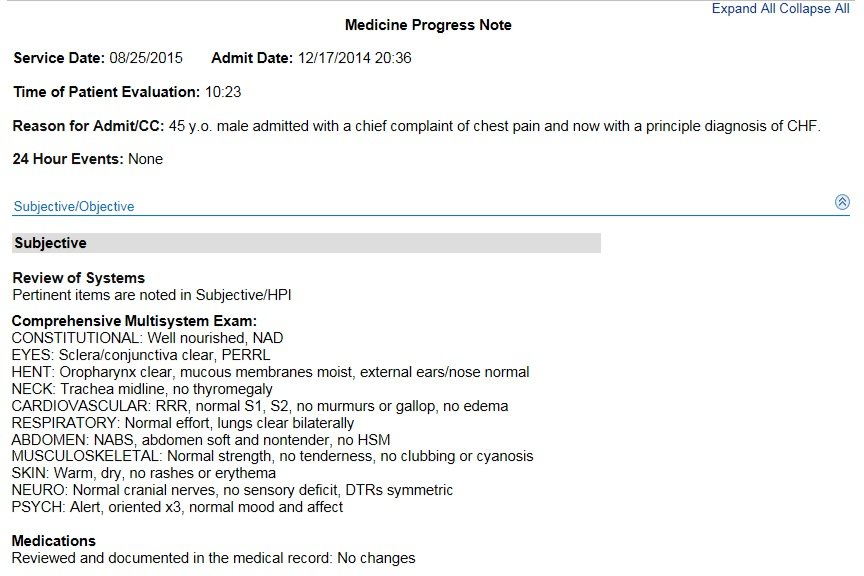 Expand All Collapse All
Medicine Progress Note
Service Date: 08/25/2015 Admit Date: 12/17/2014 20:36
Time of Patient Evaluation: 10:23
Reason for Admit/CC: 45 y.o. male admitted with a chief complaint of chest pain and now with a principle diagnosis of CHF.
24 Hour Events: None
Subjective/Objective
Subjective
Review of Systems
Pertinent items are noted in Subjective/HPI
Comprehensive Multisystem Exam:
CONSTITUTIONAL: Well nourished, NAD
EYES: Sclera/conjunctiva clear, PERRL
HENT: Oropharynx clear, mucous membranes moist, external ears/nose normal
NECK: Trachea midline, no thyromegaly
CARDIOVASCULAR: RRR, normal S1, S2, no murmurs or gallop, no edema
RESPIRATORY: Normal effort, lungs clear bilaterally
ABDOMEN: NABS, abdomen soft and nontender, no HSM
MUSCULOSKELETAL: Normal strength, no tenderness, no clubbing or cyanosis
SKIN: Warm, dry, no rashes or erythema
NEURO: Normal cranial nerves, no sensory deficit, DTRs symmetric
PSYCH: Alert, oriented x3, normal mood and affect
Medications
Reviewed and documented in the medical record: No changes